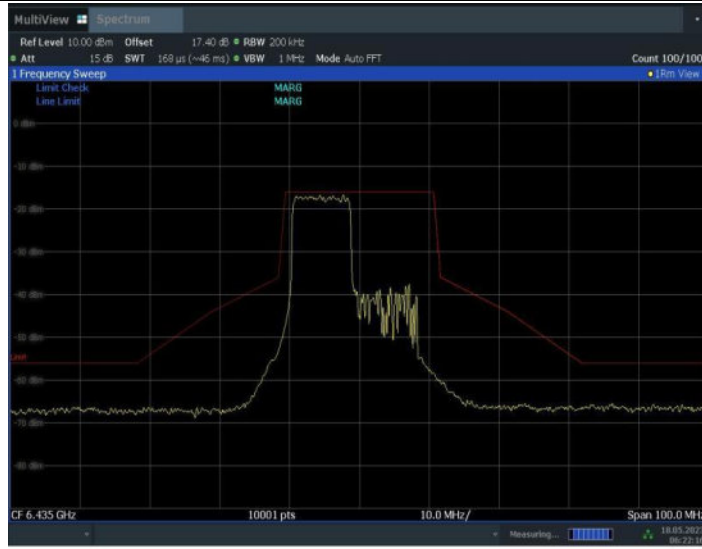 MultiView Spectrum
Ref Level 10.00 dBm Offset 17.40 dB RBW 200 kHz
Att 15 dB SWT 168 µs (~46 ms) VBW 1 MHz Mode Auto FFT Count 100/100
1 Frequency Sweep 1Rm View
Limit Check MARG
Line Limit MARG
0 dBm
-10 dBm
-20 dBm
-30 dBm
-40 dBm
-50 dBm
-60 dBm
-70 dBm
-80 dBm
CF 6.435 GHz 10001 pts 10.0 MHz/ Span 100.0 MHz
Measuring...